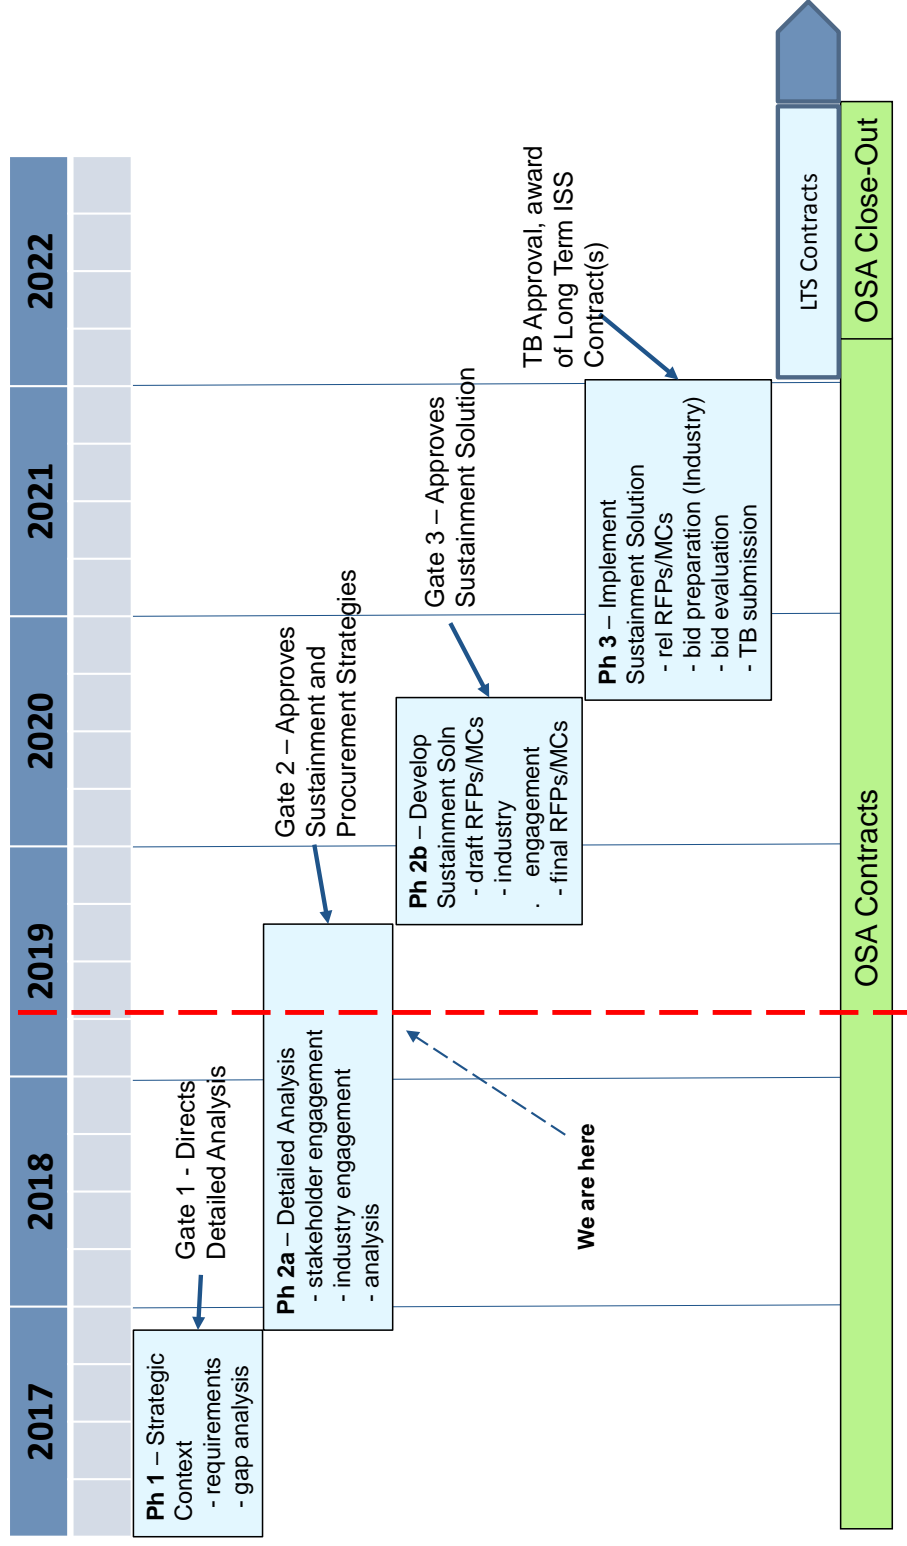 2017
2018
2019
2020
2021
2022
Ph 1 – Strategic
Context
- requirements
- gap analysis
Gate 1 - Directs
Detailed Analysis
Ph 2a – Detailed Analysis
- stakeholder engagement
- industry engagement
- analysis
Gate 2 – Approves
Sustainment and
Procurement Strategies
Ph 2b – Develop
Sustainment Soln
- draft RFPs/MCs
- industry
. engagement
- final RFPs/MCs
Gate 3 – Approves
Sustainment Solution
We are here
Ph 3 – Implement
Sustainment Solution
- rel RFPs/MCs
- bid preparation (Industry)
- bid evaluation
- TB submission
TB Approval, award
of Long Term ISS
Contract(s)
LTS Contracts
OSA Contracts
OSA Close-Out